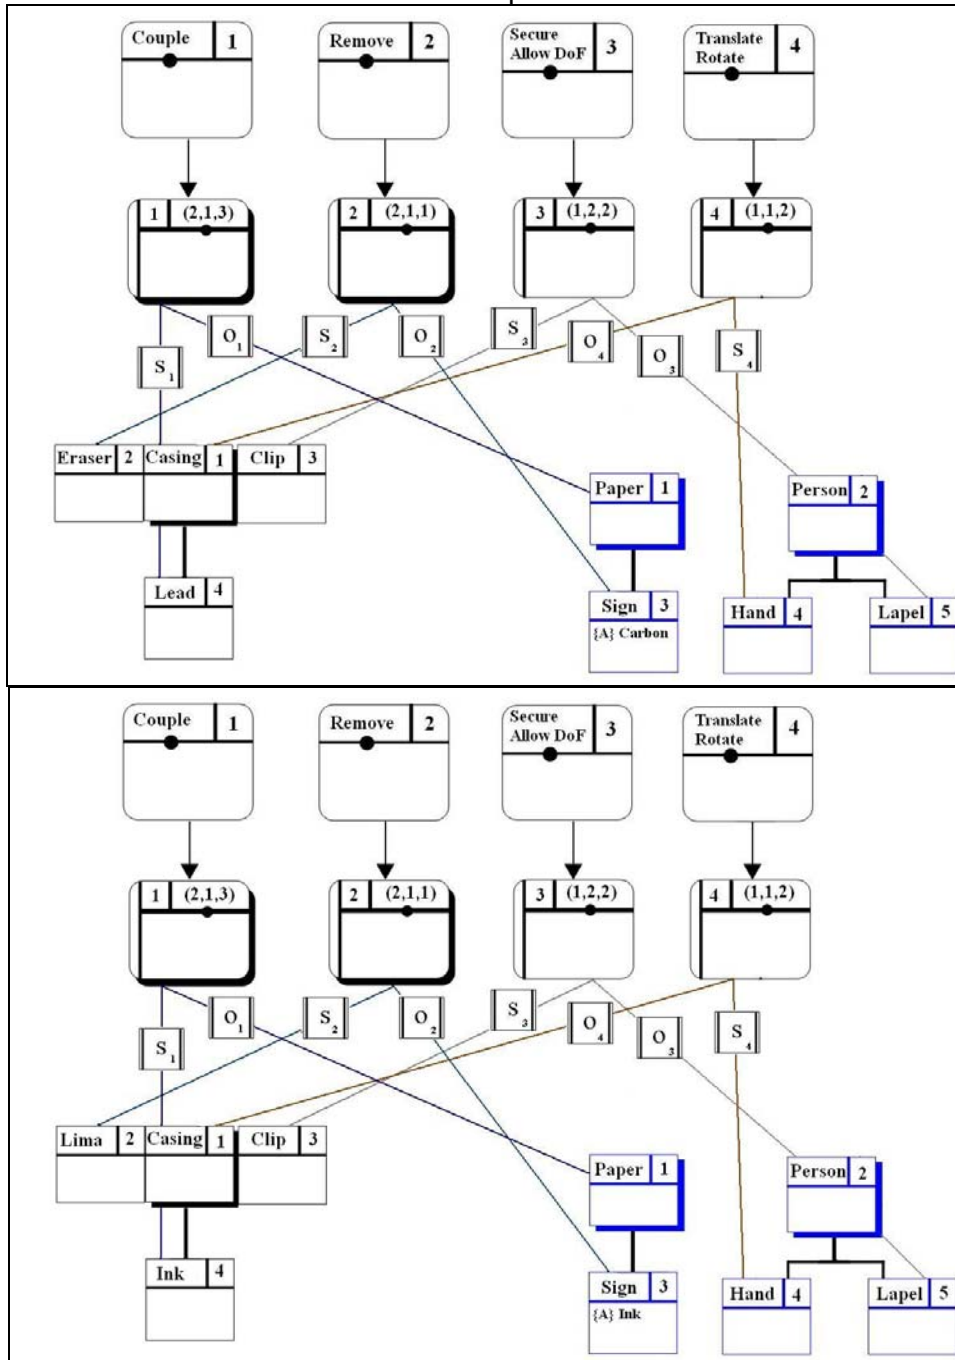 Couple 1
Remove 2
Secure
Allow DoF 3
Translate
Rotate 4
1 (2,1,3)
2 (2,1,1)
3 (1,2,2)
4 (1,1,2)
O1
S2
O2
S3
O4
O3
S4
S1
Eraser 2
Casing 1
Clip 3
Paper 1
Person 2
Lead 4
Sign 3
{A} Carbon
Hand 4
Lapel 5
Couple 1
Remove 2
Secure
Allow DoF 3
Translate
Rotate 4
1 (2,1,3)
2 (2,1,1)
3 (1,2,2)
4 (1,1,2)
O1
S2
O2
S3
O4
O3
S4
S1
Lima 2
Casing 1
Clip 3
Paper 1
Person 2
Ink 4
Sign 3
{A} Ink
Hand 4
Lapel 5